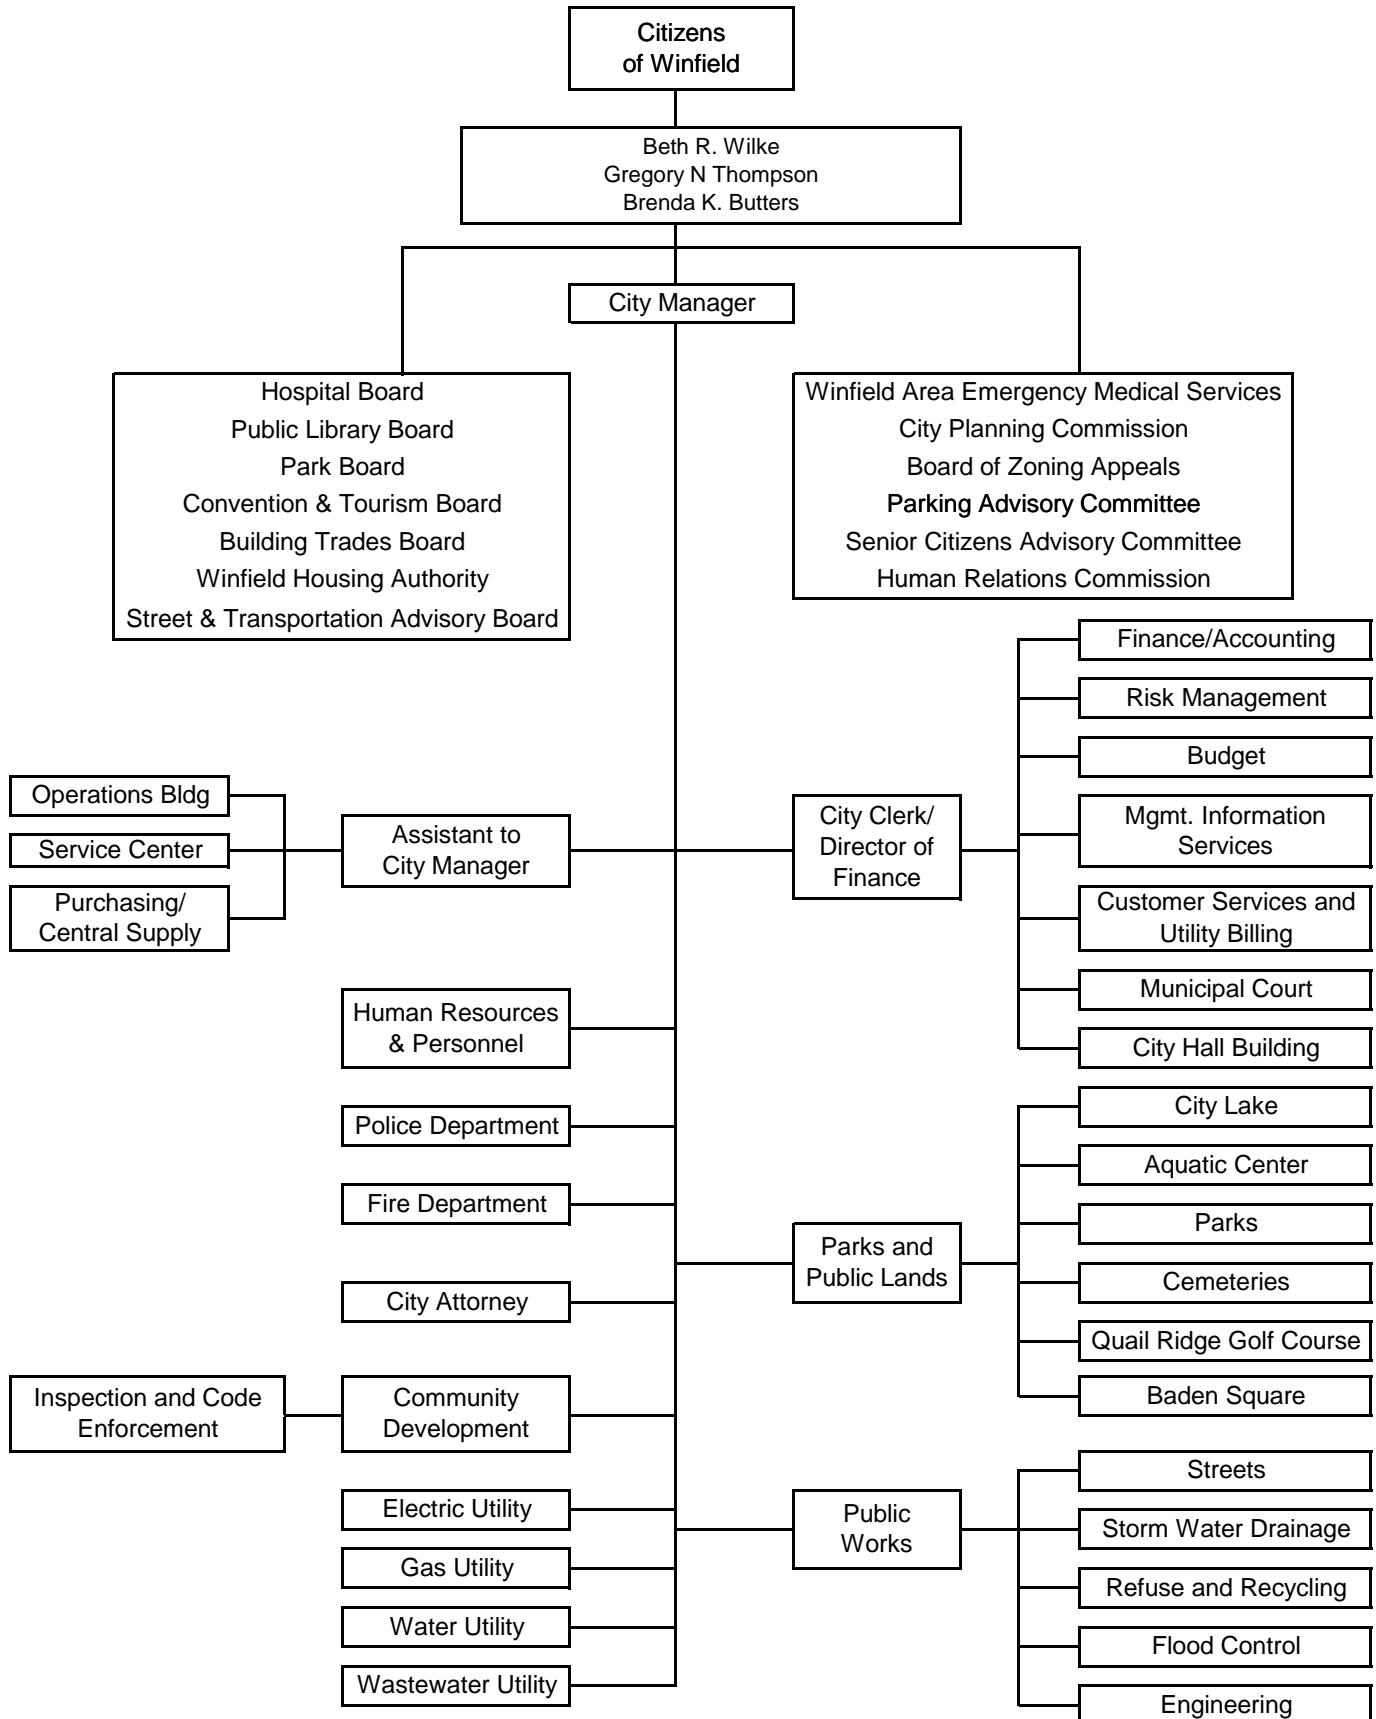 Citizens
of Winfield
Beth R. Wilke
Gregory N Thompson
Brenda K. Butters
City Manager
Hospital Board
Public Library Board
Park Board
Convention & Tourism Board
Building Trades Board
Winfield Housing Authority
Street & Transportation Advisory Board
Winfield Area Emergency Medical Services
City Planning Commission
Board of Zoning Appeals
Parking Advisory Committee
Senior Citizens Advisory Committee
Human Relations Commission
Operations Bldg
Service Center
Purchasing/
Central Supply
Assistant to
City Manager
Human Resources
& Personnel
Police Department
Fire Department
City Attorney
Inspection and Code
Enforcement
Community
Development
Electric Utility
Gas Utility
Water Utility
Wastewater Utility
City Clerk/
Director of
Finance
Finance/Accounting
Risk Management
Budget
Mgmt. Information
Services
Customer Services and
Utility Billing
Municipal Court
City Hall Building
Parks and
Public Lands
City Lake
Aquatic Center
Parks
Cemeteries
Quail Ridge Golf Course
Baden Square
Public
Works
Streets
Storm Water Drainage
Refuse and Recycling
Flood Control
Engineering